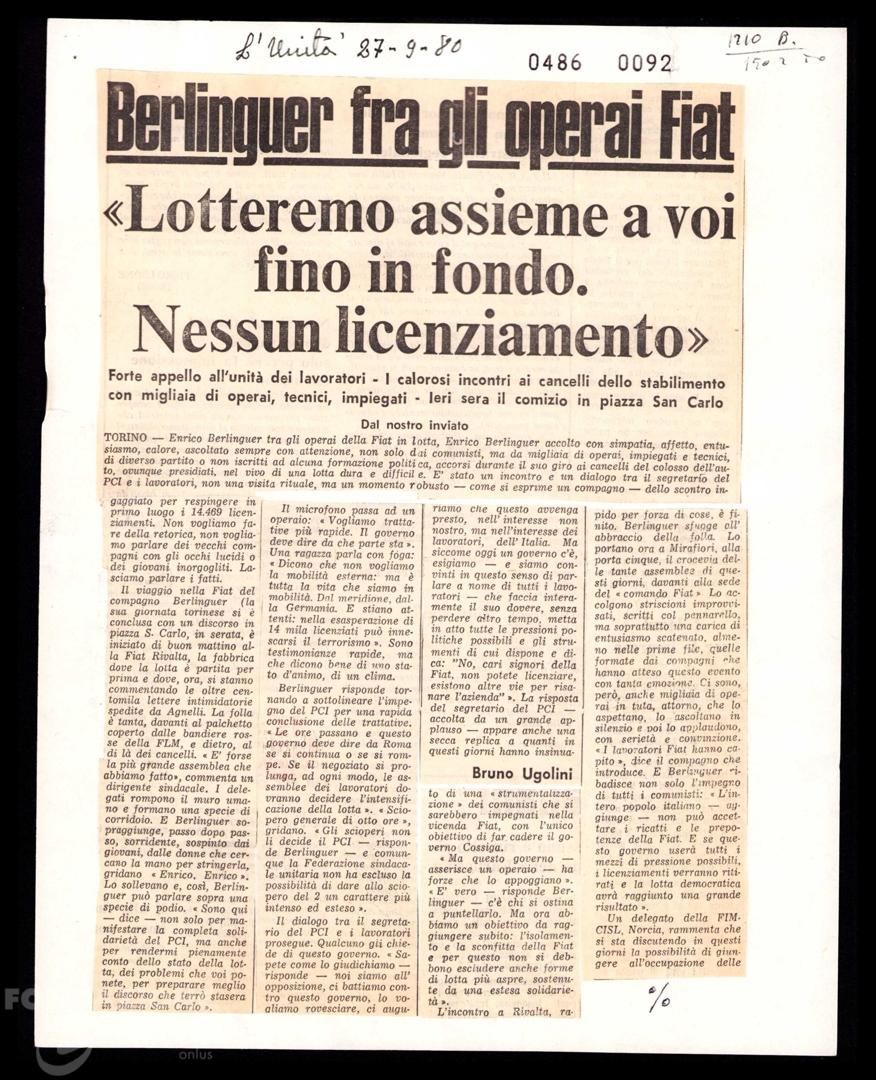 L'Unità 27-9-80
0486 0092
1210 B.
Berlinguer fra gli operai Fiat
«Lotteremo assieme a voi
fino in fondo.
Nessun licenziamento»
Forte appello all'unità dei lavoratori - I calorosi incontri ai cancelli dello stabilimento
con migliaia di operai, tecnici, impiegati - Ieri sera il comizio in piazza San Carlo
Dal nostro inviato
TORINO — Enrico Berlinguer tra gli operai della Fiat in lotta, Enrico Berlinguer accolto con simpatia, affetto, entu-
siasmo, calore, ascoltato sempre con attenzione, non solo dai comunisti, ma da migliaia di operai, impiegati e tecnici,
di diverso partito o non iscritti ad alcuna formazione politica, accorsi durante il suo giro ai cancelli del colosso dell'au-
to, ovunque presidiati, nel vivo di una lotta dura e difficile. E' stato un incontro e un dialogo tra il segretario del
PCI e i lavoratori, non una visita rituale, ma un momento robusto — come si esprime un compagno — dello scontro in-
gaggiato per respingere in
primo luogo i 14.469 licen-
ziamenti. Non vogliamo fa-
re della retorica, non voglia-
mo parlare dei vecchi com-
pagni con gli occhi lucidi o
dei giovani inorgogliti. La-
sciamo parlare i fatti.
Il viaggio nella Fiat del
compagno Berlinguer (la
sua giornata torinese si è
conclusa con un discorso in
piazza S. Carlo, in serata, è
iniziato di buon mattino al-
la Fiat Rivalta, la fabbrica
dove la lotta è partita per
prima e dove, ora, si stanno
commentando le oltre cen-
tomila lettere intimidatorie
spedite da Agnelli. La folla
è tanta, davanti al palchetto
coperto dalle bandiere ros-
se della FLM, e dietro, al
di là dei cancelli. « E' forse
la più grande assemblea che
abbiamo fatto», commenta un
dirigente sindacale. I dele-
gati rompono il muro uma-
no e formano una specie di
corridoio. E Berlinguer so-
praggiunge, passo dopo pas-
so, sorridente, sospinto dai
giovani, dalle donne che cer-
cano la mano per stringerla,
gridano « Enrico. Enrico ».
Lo sollevano e, così, Berlin-
guer può parlare sopra una
specie di podio. « Sono qui
— dice — non solo per ma-
nifestare la completa soli-
darietà del PCI, ma anche
per rendermi pienamente
conto dello stato della lot-
ta, dei problemi che voi po-
nete, per preparare meglio
il discorso che terrò stasera
in piazza San Carlo ».
Il microfono passa ad un
operaio: « Vogliamo tratta-
tive più rapide. Il governo
deve dire da che parte sta ».
Una ragazza parla con foga:
« Dicono che non vogliamo
la mobilità esterna: ma è
tutta la vita che siamo in
mobilità. Dal meridione, dal-
la Germania. E stiano at-
tenti: nella esasperazione di
14 mila licenziati può inne-
scarsi il terrorismo ». Sono
testimonianze rapide, ma
che dicono bene di uno sta-
to d'animo, di un clima.
Berlinguer risponde tor-
nando a sottolineare l'impe-
gno del PCI per una rapida
conclusione delle trattative.
« Le ore passano e questo
governo deve dire da Roma
se si continua o se si rom-
pe. Se il negoziato si pro-
lunga, ad ogni modo, le as-
semblee dei lavoratori do-
vranno decidere l'intensifi-
cazione della lotta ». « Scio-
pero generale di otto ore »,
gridano. « Gli scioperi non
li decide il PCI — rispon-
de Berlinguer — e comun-
que la Federazione sindaca-
le unitaria non ha escluso la
possibilità di dare allo scio-
pero del 2 un carattere più
intenso ed esteso ».
Il dialogo tra il segreta-
rio del PCI e i lavoratori
prosegue. Qualcuno gli chie-
de di questo governo. « Sa-
pete come lo giudichiamo —
risponde — noi siamo all'
opposizione, ci battiamo con-
tro questo governo, lo vo-
gliamo rovesciare, ci augu-
riamo che questo avvenga
presto, nell'interesse non
nostro, ma nell'interesse dei
lavoratori, dell'Italia. Ma
siccome oggi un governo c'è,
esigiamo — e siamo con-
vinti in questo senso di par-
lare a nome di tutti i lavo-
ratori — che faccia intera-
mente il suo dovere, senza
perdere altro tempo, metta
in atto tutte le pressioni po-
litiche possibili e gli stru-
menti di cui dispone e di-
ca: "No, cari signori della
Fiat, non potete licenziare,
esistono altre vie per risa-
nare l'azienda" ». La risposta
del segretario del PCI —
accolta da un grande ap-
plauso — appare anche una
secca replica a quanti in
questi giorni hanno insinua-
Bruno Ugolini
to di una « strumentalizza-
zione » dei comunisti che si
sarebbero impegnati nella
vicenda Fiat, con l'unico
obiettivo di far cadere il go-
verno Cossiga.
« Ma questo governo —
asserisce un operaio — ha
forze che lo appoggiano ».
« E' vero — risponde Ber-
linguer — c'è chi si ostina
a puntellarlo. Ma ora ab-
biamo un obiettivo da rag-
giungere subito: l'isolamento
e la sconfitta della Fiat
e per questo non si deb-
bono escludere anche forme
di lotta più aspre, sostenu-
te da una estesa solidarie-
tà ».
L'incontro a Rivalta, ra-
pido per forza di cose, è fi-
nito. Berlinguer sfugge all'
abbraccio della folla. Lo
portano ora a Mirafiori, alla
porta cinque, il crocevia del-
le tante assemblee di que-
sti giorni, davanti alla sede
del « comando Fiat » Lo ac-
colgono striscioni improvvi-
sati, scritti col pennarello,
ma soprattutto una carica di
entusiasmo scatenato, alme-
no nelle prime file, quelle
formate dai compagni che
hanno atteso questo evento
con tanta emozione. Ci sono,
però, anche migliaia di ope-
rai in tuta, attorno, che lo
aspettano, lo ascoltano in
silenzio e poi lo applaudono,
con serietà e convinzione.
« I lavoratori Fiat hanno ca-
pito », dice il compagno che
introduce. E Berlinguer ri-
badisce non solo l'impegno
di tutti i comunisti: « L'in-
tero popolo italiano — ag-
giunge — non può accet-
tare i ricatti e le prepo-
tenze della Fiat. E se que-
sto governo userà tutti i
mezzi di pressione possibili,
i licenziamenti verranno riti-
rati e la lotta democratica
avrà raggiunto una grande
risultato ».
Un delegato della FIM-
CISL, Norcia, rammenta che
si sta discutendo in questi
giorni la possibilità di giun-
gere all'occupazione delle
%
onlus